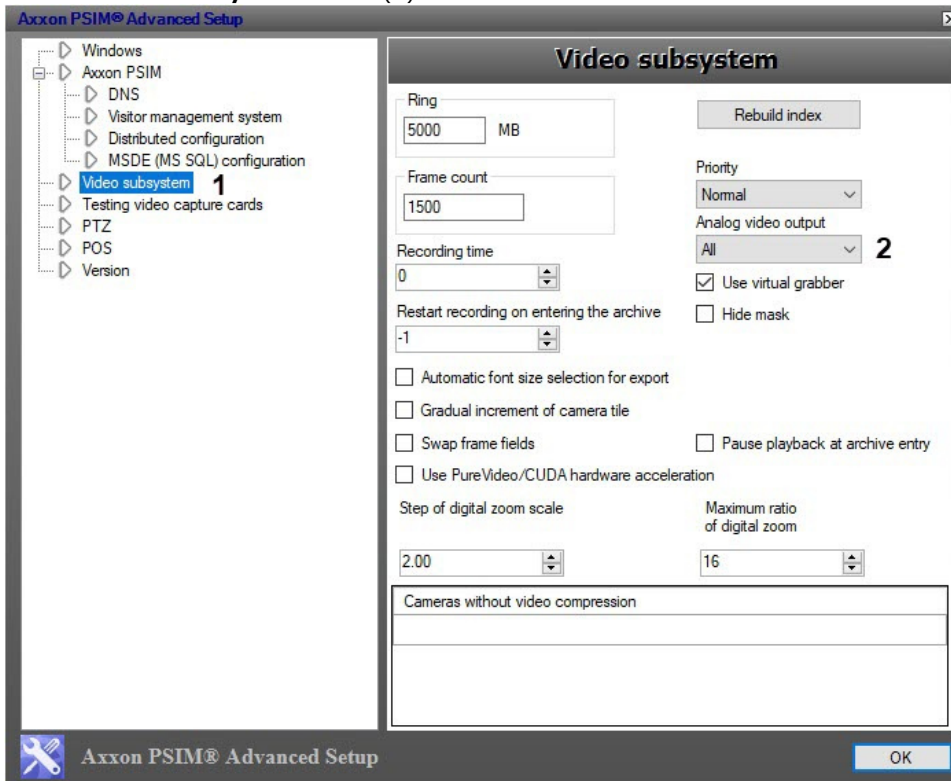 Axxon PSIM® Advanced Setup
Windows
Axxon PSIM
DNS
Visitor management system
Distributed configuration
MSDE (MS SQL) configuration
Video subsystem 1
Testing video capture cards
PTZ
POS
Version
Video subsystem
Ring
5000 MB
Rebuild index
Frame count
1500
Priority
Normal
Analog video output
All 2
Recording time
0
Use virtual grabber
Restart recording on entering the archive
-1
Hide mask
Automatic font size selection for export
Gradual increment of camera tile
Swap frame fields
Pause playback at archive entry
Use PureVideo/CUDA hardware acceleration
Step of digital zoom scale
2.00
Maximum ratio
of digital zoom
16
Cameras without video compression
Axxon PSIM® Advanced Setup
OK